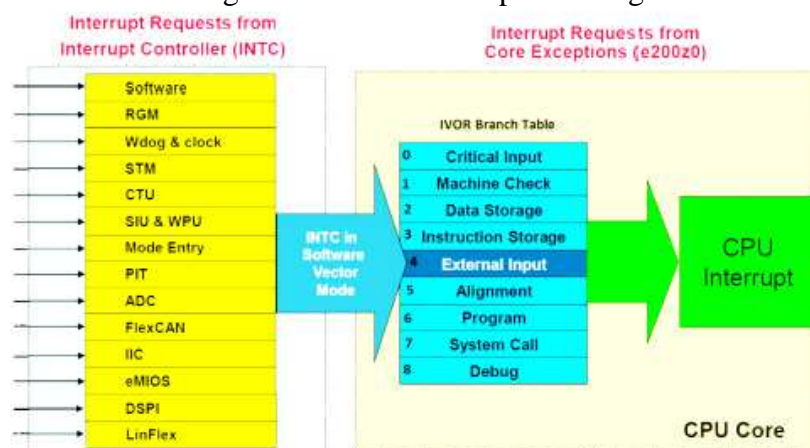 Interrupt Requests from
Interrupt Controller (INTC)
Interrupt Requests from
Core Exceptions (e200z0)
Software
RGM
Wdog & clock
STM
CTU
SIU & WPU
Mode Entry
PIT
ADC
FlexCAN
IIC
eMIOS
DSPI
LinFlex
INTC in
Software
Vector
Mode
IVOR Branch Table
0 Critical Input
1 Machine Check
2 Data Storage
3 Instruction Storage
4 External Input
5 Alignment
6 Program
7 System Call
8 Debug
CPU
Interrupt
CPU Core